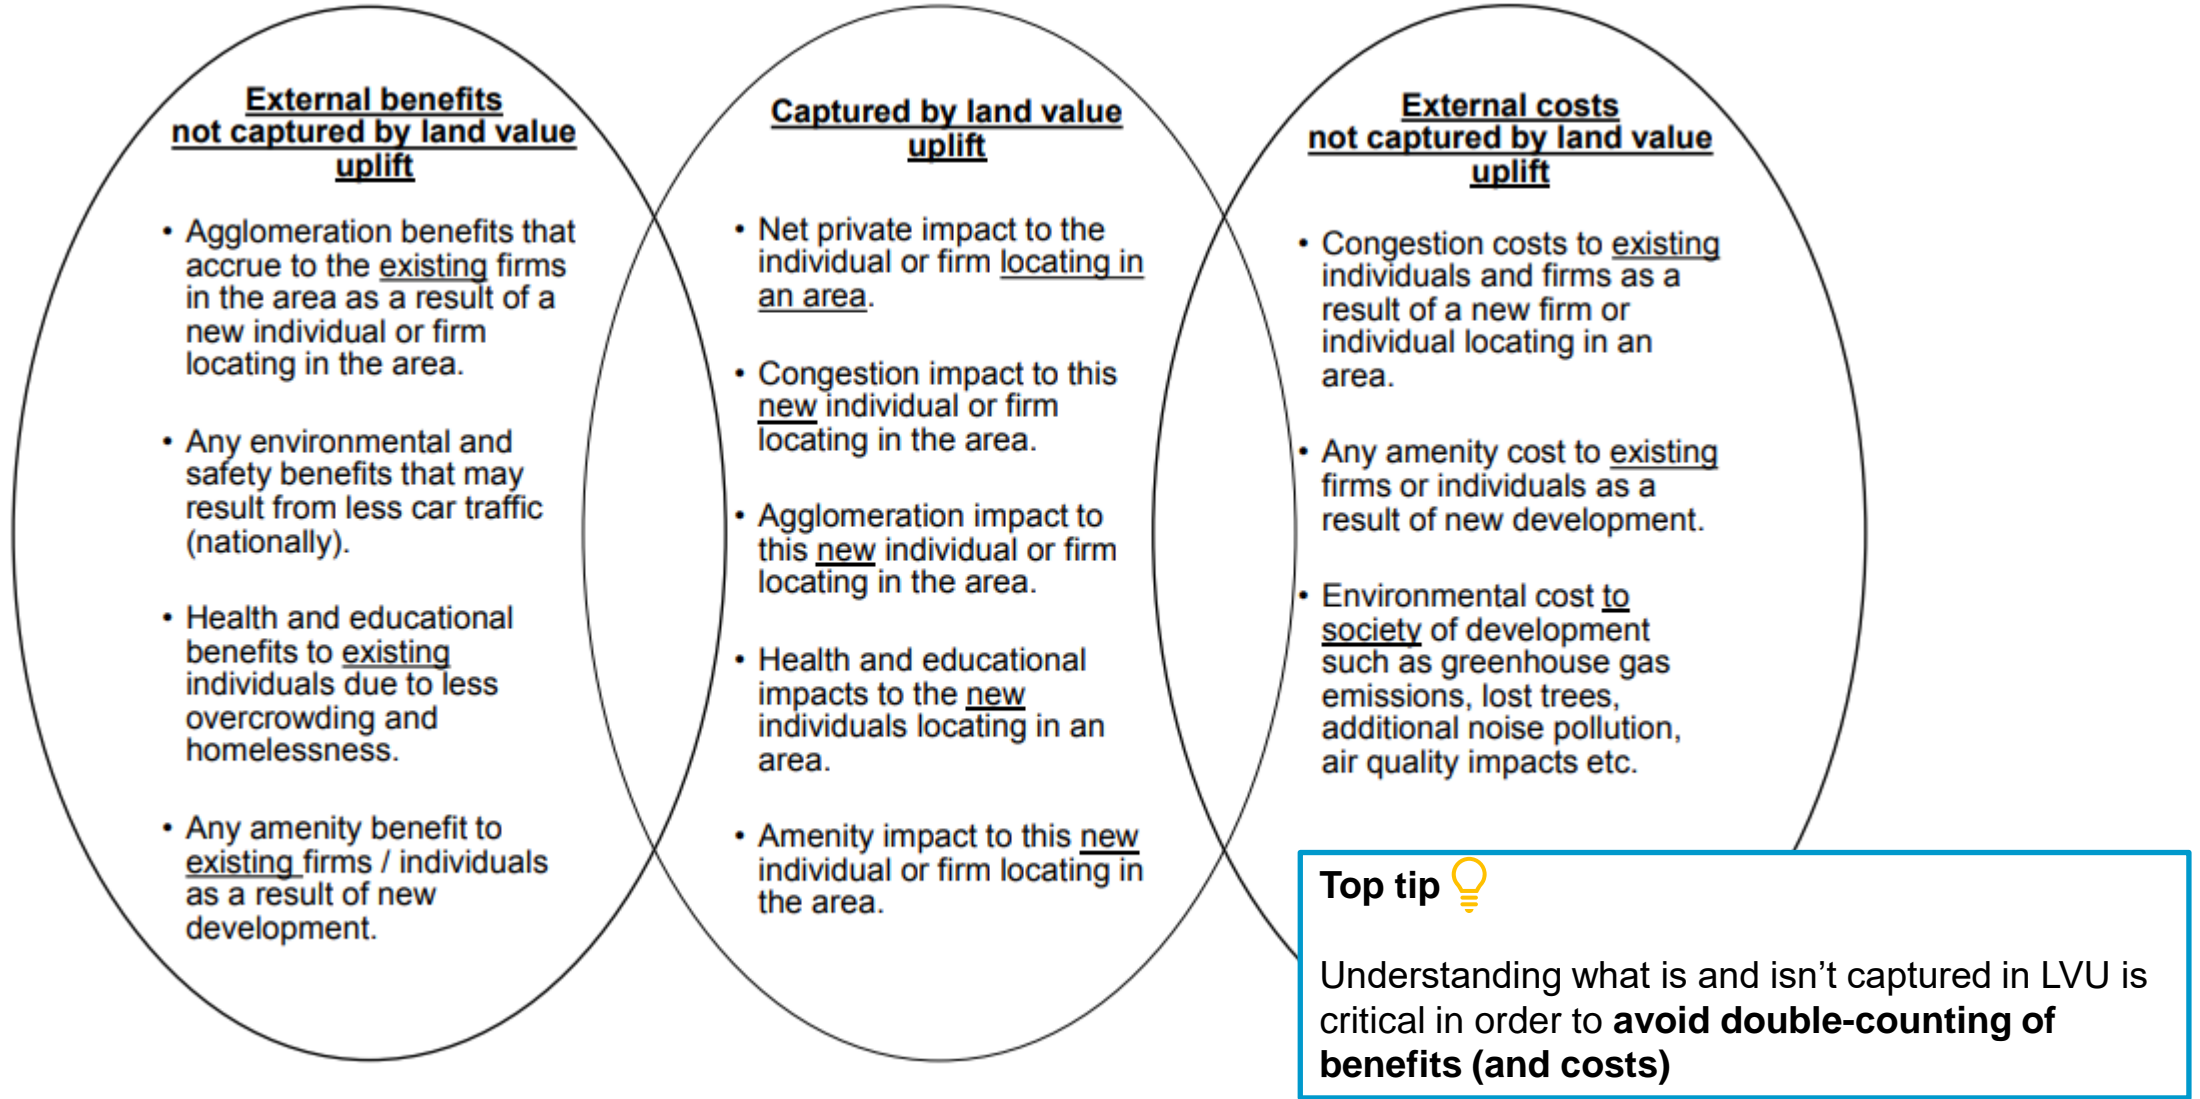 External benefits
not captured by land value
uplift
• Agglomeration benefits that
accrue to the existing firms
in the area as a result of a
new individual or firm
locating in the area.
• Any environmental and
safety benefits that may
result from less car traffic
(nationally).
• Health and educational
benefits to existing
individuals due to less
overcrowding and
homelessness.
• Any amenity benefit to
existing firms / individuals
as a result of new
development.
Captured by land value
uplift
• Net private impact to the
individual or firm locating in
an area.
• Congestion impact to this
new individual or firm
locating in the area.
• Agglomeration impact to
this new individual or firm
locating in the area.
• Health and educational
impacts to the new
individuals locating in an
area.
• Amenity impact to this new
individual or firm locating in
the area.
External costs
not captured by land value
uplift
• Congestion costs to existing
individuals and firms as a
result of a new firm or
individual locating in an
area.
• Any amenity cost to existing
firms or individuals as a
result of new development.
• Environmental cost to
society of development
such as greenhouse gas
emissions, lost trees,
additional noise pollution,
air quality impacts etc.
Top tip
Understanding what is and isn’t captured in LVU is
critical in order to avoid double-counting of
benefits (and costs)